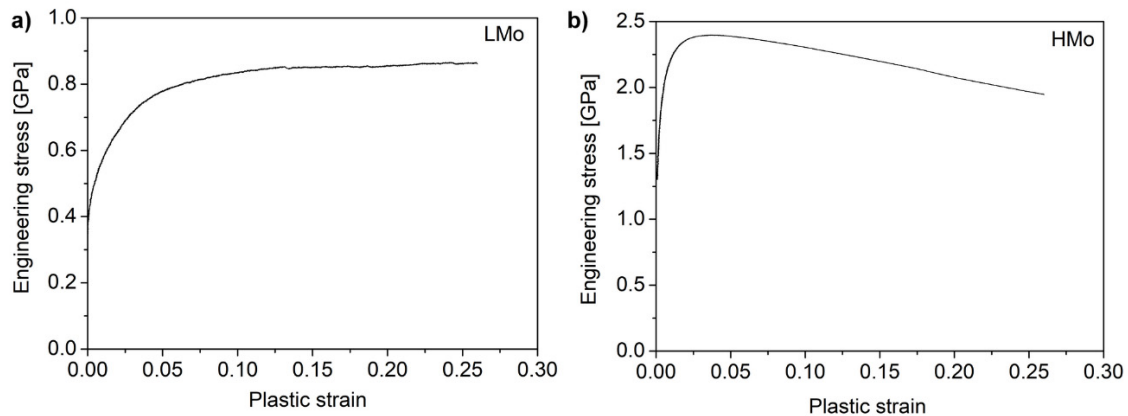 a)
LMo
Engineering stress [GPa]
1.0
0.8
0.6
0.4
0.2
0.0
0.00 0.05 0.10 0.15 0.20 0.25 0.30
Plastic strain
b)
HMo
Engineering stress [GPa]
2.5
2.0
1.5
1.0
0.5
0.0
0.00 0.05 0.10 0.15 0.20 0.25 0.30
Plastic strain